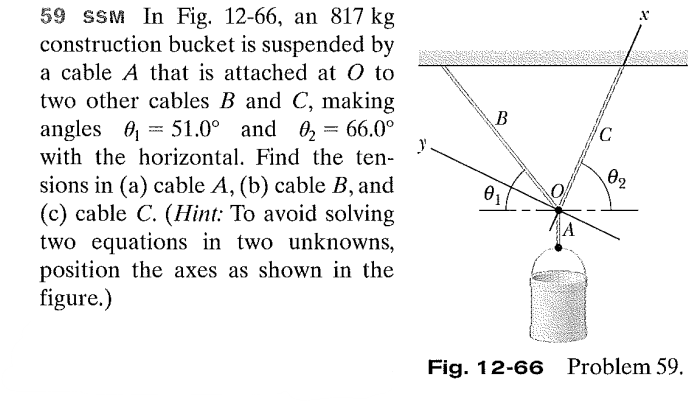 59 SSM In Fig. 12-66, an 817 kg
construction bucket is suspended by
a cable A that is attached at O to
two other cables B and C, making
angles θ₁ = 51.0° and θ₂ = 66.0°
with the horizontal. Find the ten-
sions in (a) cable A, (b) cable B, and
(c) cable C. (Hint: To avoid solving
two equations in two unknowns,
position the axes as shown in the
figure.)
x
B
C
y
θ₁
O
θ₂
A
Fig. 12-66 Problem 59.